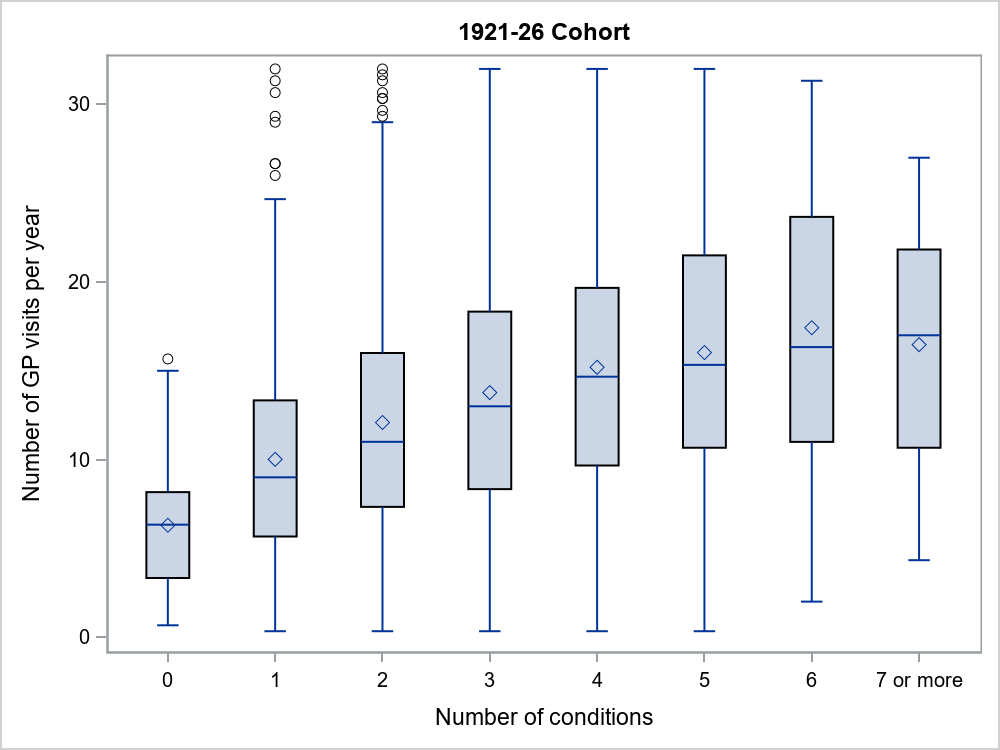 1921-26 Cohort
Number of GP visits per year
30
20
10
0
0 1 2 3 4 5 6 7 or more
Number of conditions